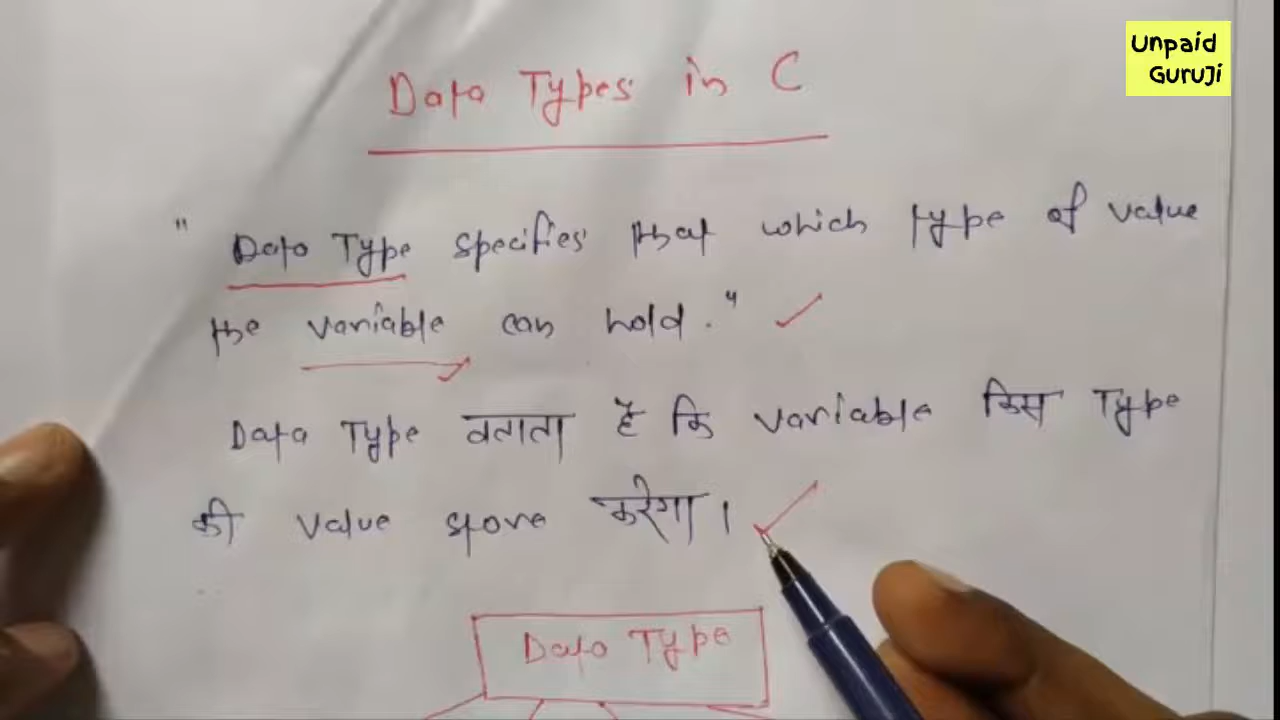 Unpaid
Guruji
Data Types in C
" Data Type specifies that which type of value
the variable can hold. "
Data Type बताता है कि variable किस Type
की value store करेगा।
Data Type